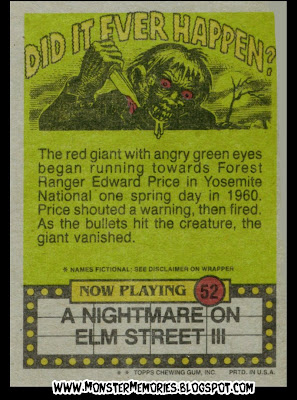 DID IT EVER HAPPEN?
The red giant with angry green eyes
began running towards Forest
Ranger Edward Price in Yosemite
National one spring day in 1960.
Price shouted a warning, then fired.
As the bullets hit the creature, the
giant vanished.
* NAMES FICTIONAL: SEE DISCLAIMER ON WRAPPER
NOW PLAYING 52
A NIGHTMARE ON
ELM STREET III
* * TOPPS CHEWING GUM, INC. PRTD. IN U.S.A.
WWW.MONSTERMEMORIES.BLOGSPOT.COM